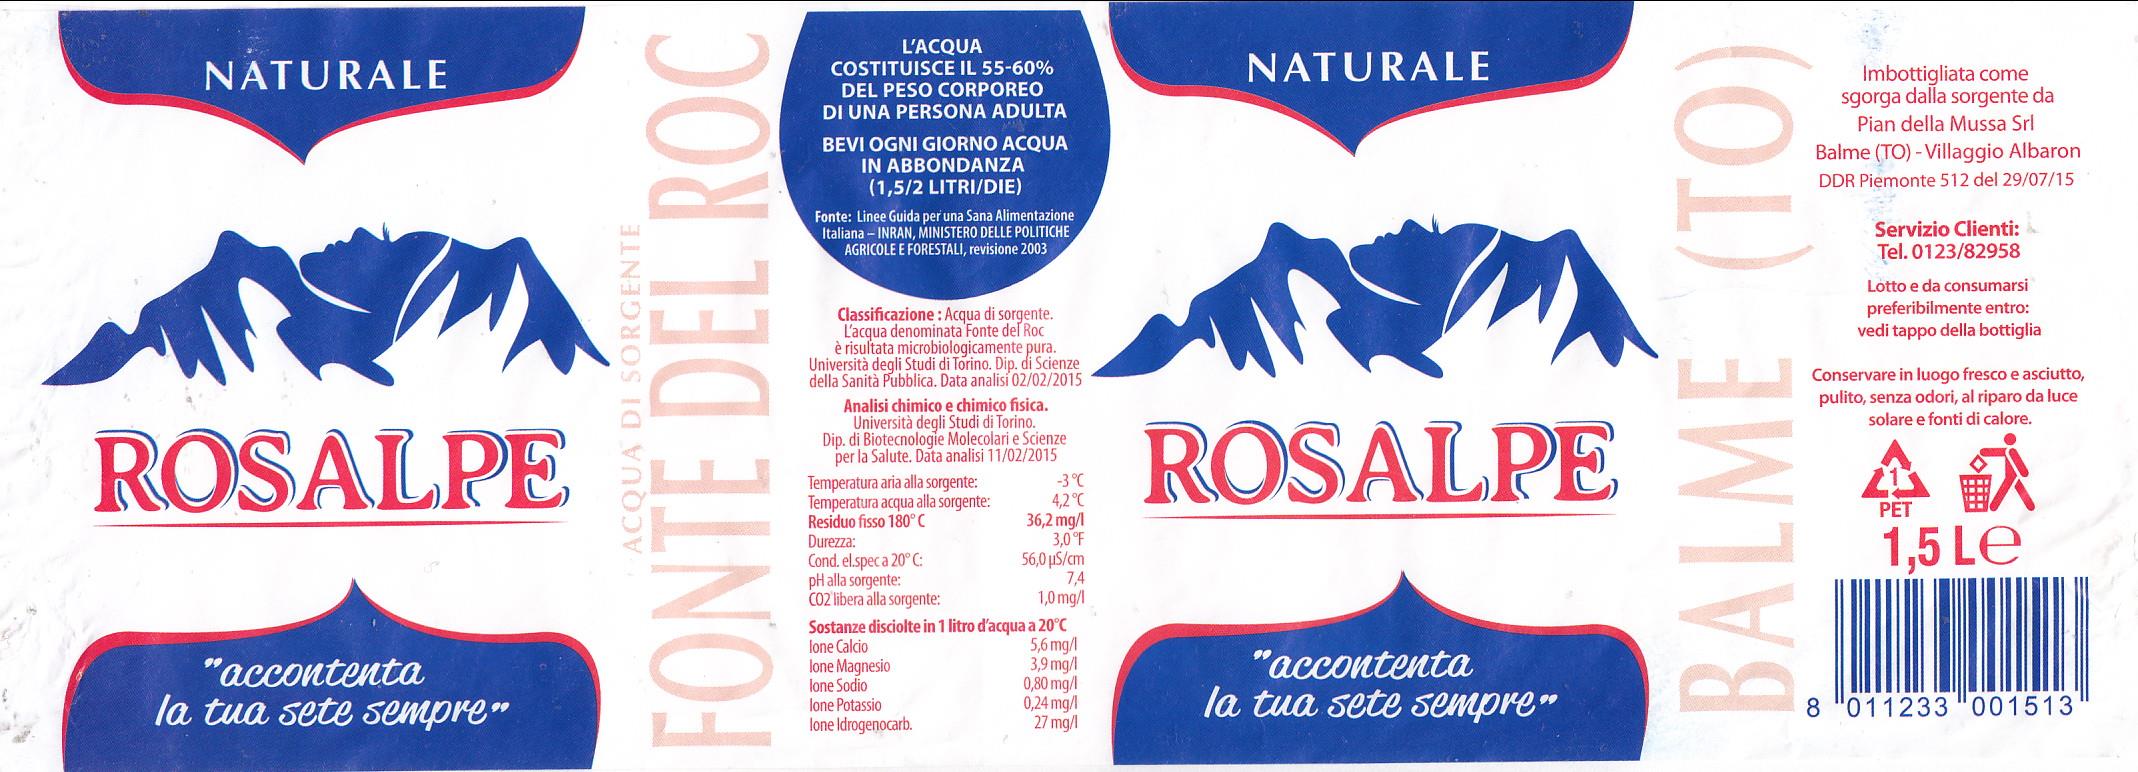 NATURALE
ROSALPE
"accontenta
la tua sete sempre"
ACQUA DI SORGENTE
FONTE DEL ROC
L'ACQUA
COSTITUISCE IL 55-60%
DEL PESO CORPOREO
DI UNA PERSONA ADULTA
BEVI OGNI GIORNO ACQUA
IN ABBONDANZA
(1,5/2 LITRI/DIE)
Fonte: Linee Guida per una Sana Alimentazione
Italiana – INRAN, MINISTERO DELLE POLITICHE
AGRICOLE E FORESTALI, revisione 2003
Classificazione : Acqua di sorgente.
L'acqua denominata Fonte del Roc
è risultata microbiologicamente pura.
Università degli Studi di Torino. Dip. di Scienze
della Sanità Pubblica. Data analisi 02/02/2015
Analisi chimico e chimico fisica.
Università degli Studi di Torino.
Dip. di Biotecnologie Molecolari e Scienze
per la Salute. Data analisi 11/02/2015
Temperatura aria alla sorgente: -3 °C
Temperatura acqua alla sorgente: 4,2 °C
Residuo fisso 180° C 36,2 mg/l
Durezza: 3,0 °F
Cond. el.spec a 20° C: 56,0 µS/cm
pH alla sorgente: 7,4
CO2 libera alla sorgente: 1,0 mg/l
Sostanze disciolte in 1 litro d'acqua a 20°C
Ione Calcio 5,6 mg/l
Ione Magnesio 3,9 mg/l
Ione Sodio 0,80 mg/l
Ione Potassio 0,24 mg/l
Ione Idrogenocarb. 27 mg/l
NATURALE
ROSALPE
"accontenta
la tua sete sempre"
BALME (TO)
Imbottigliata come
sgorga dalla sorgente da
Pian della Mussa Srl
Balme (TO) - Villaggio Albaron
DDR Piemonte 512 del 29/07/15
Servizio Clienti:
Tel. 0123/82958
Lotto e da consumarsi
preferibilmente entro:
vedi tappo della bottiglia
Conservare in luogo fresco e asciutto,
pulito, senza odori, al riparo da luce
solare e fonti di calore.
1
PET
1,5 L e
8 011233 001513